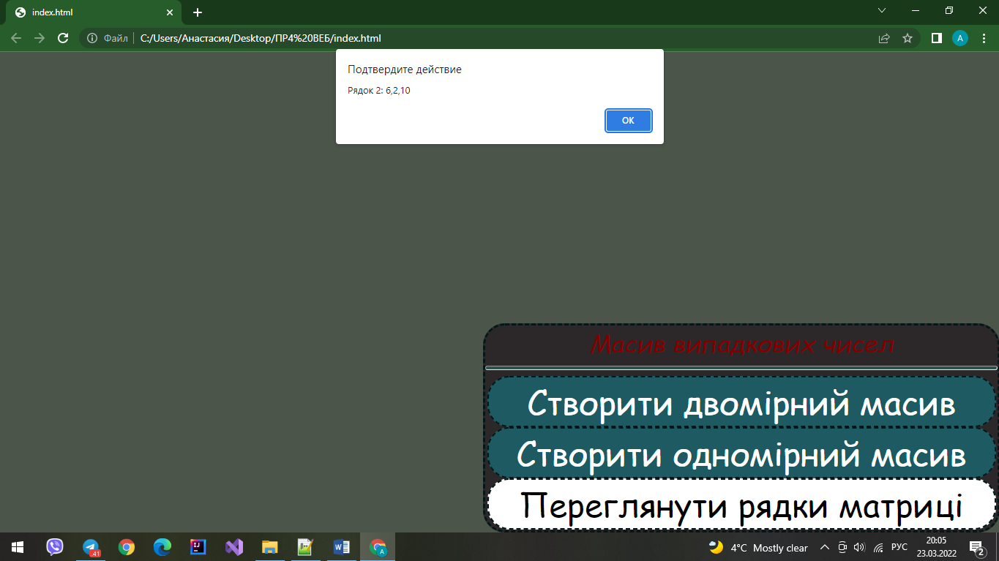 index.html
Файл
C:/Users/Анастасия/Desktop/ПР4%20ВЕБ/index.html
А
Подтвердите действие
Рядок 2: 6,2,10
ОК
Масив випадкових чисел
Створити двомірний масив
Створити одномірний масив
Переглянути рядки матриці
41
4°C Mostly clear
РУС
20:05
23.03.2022
2